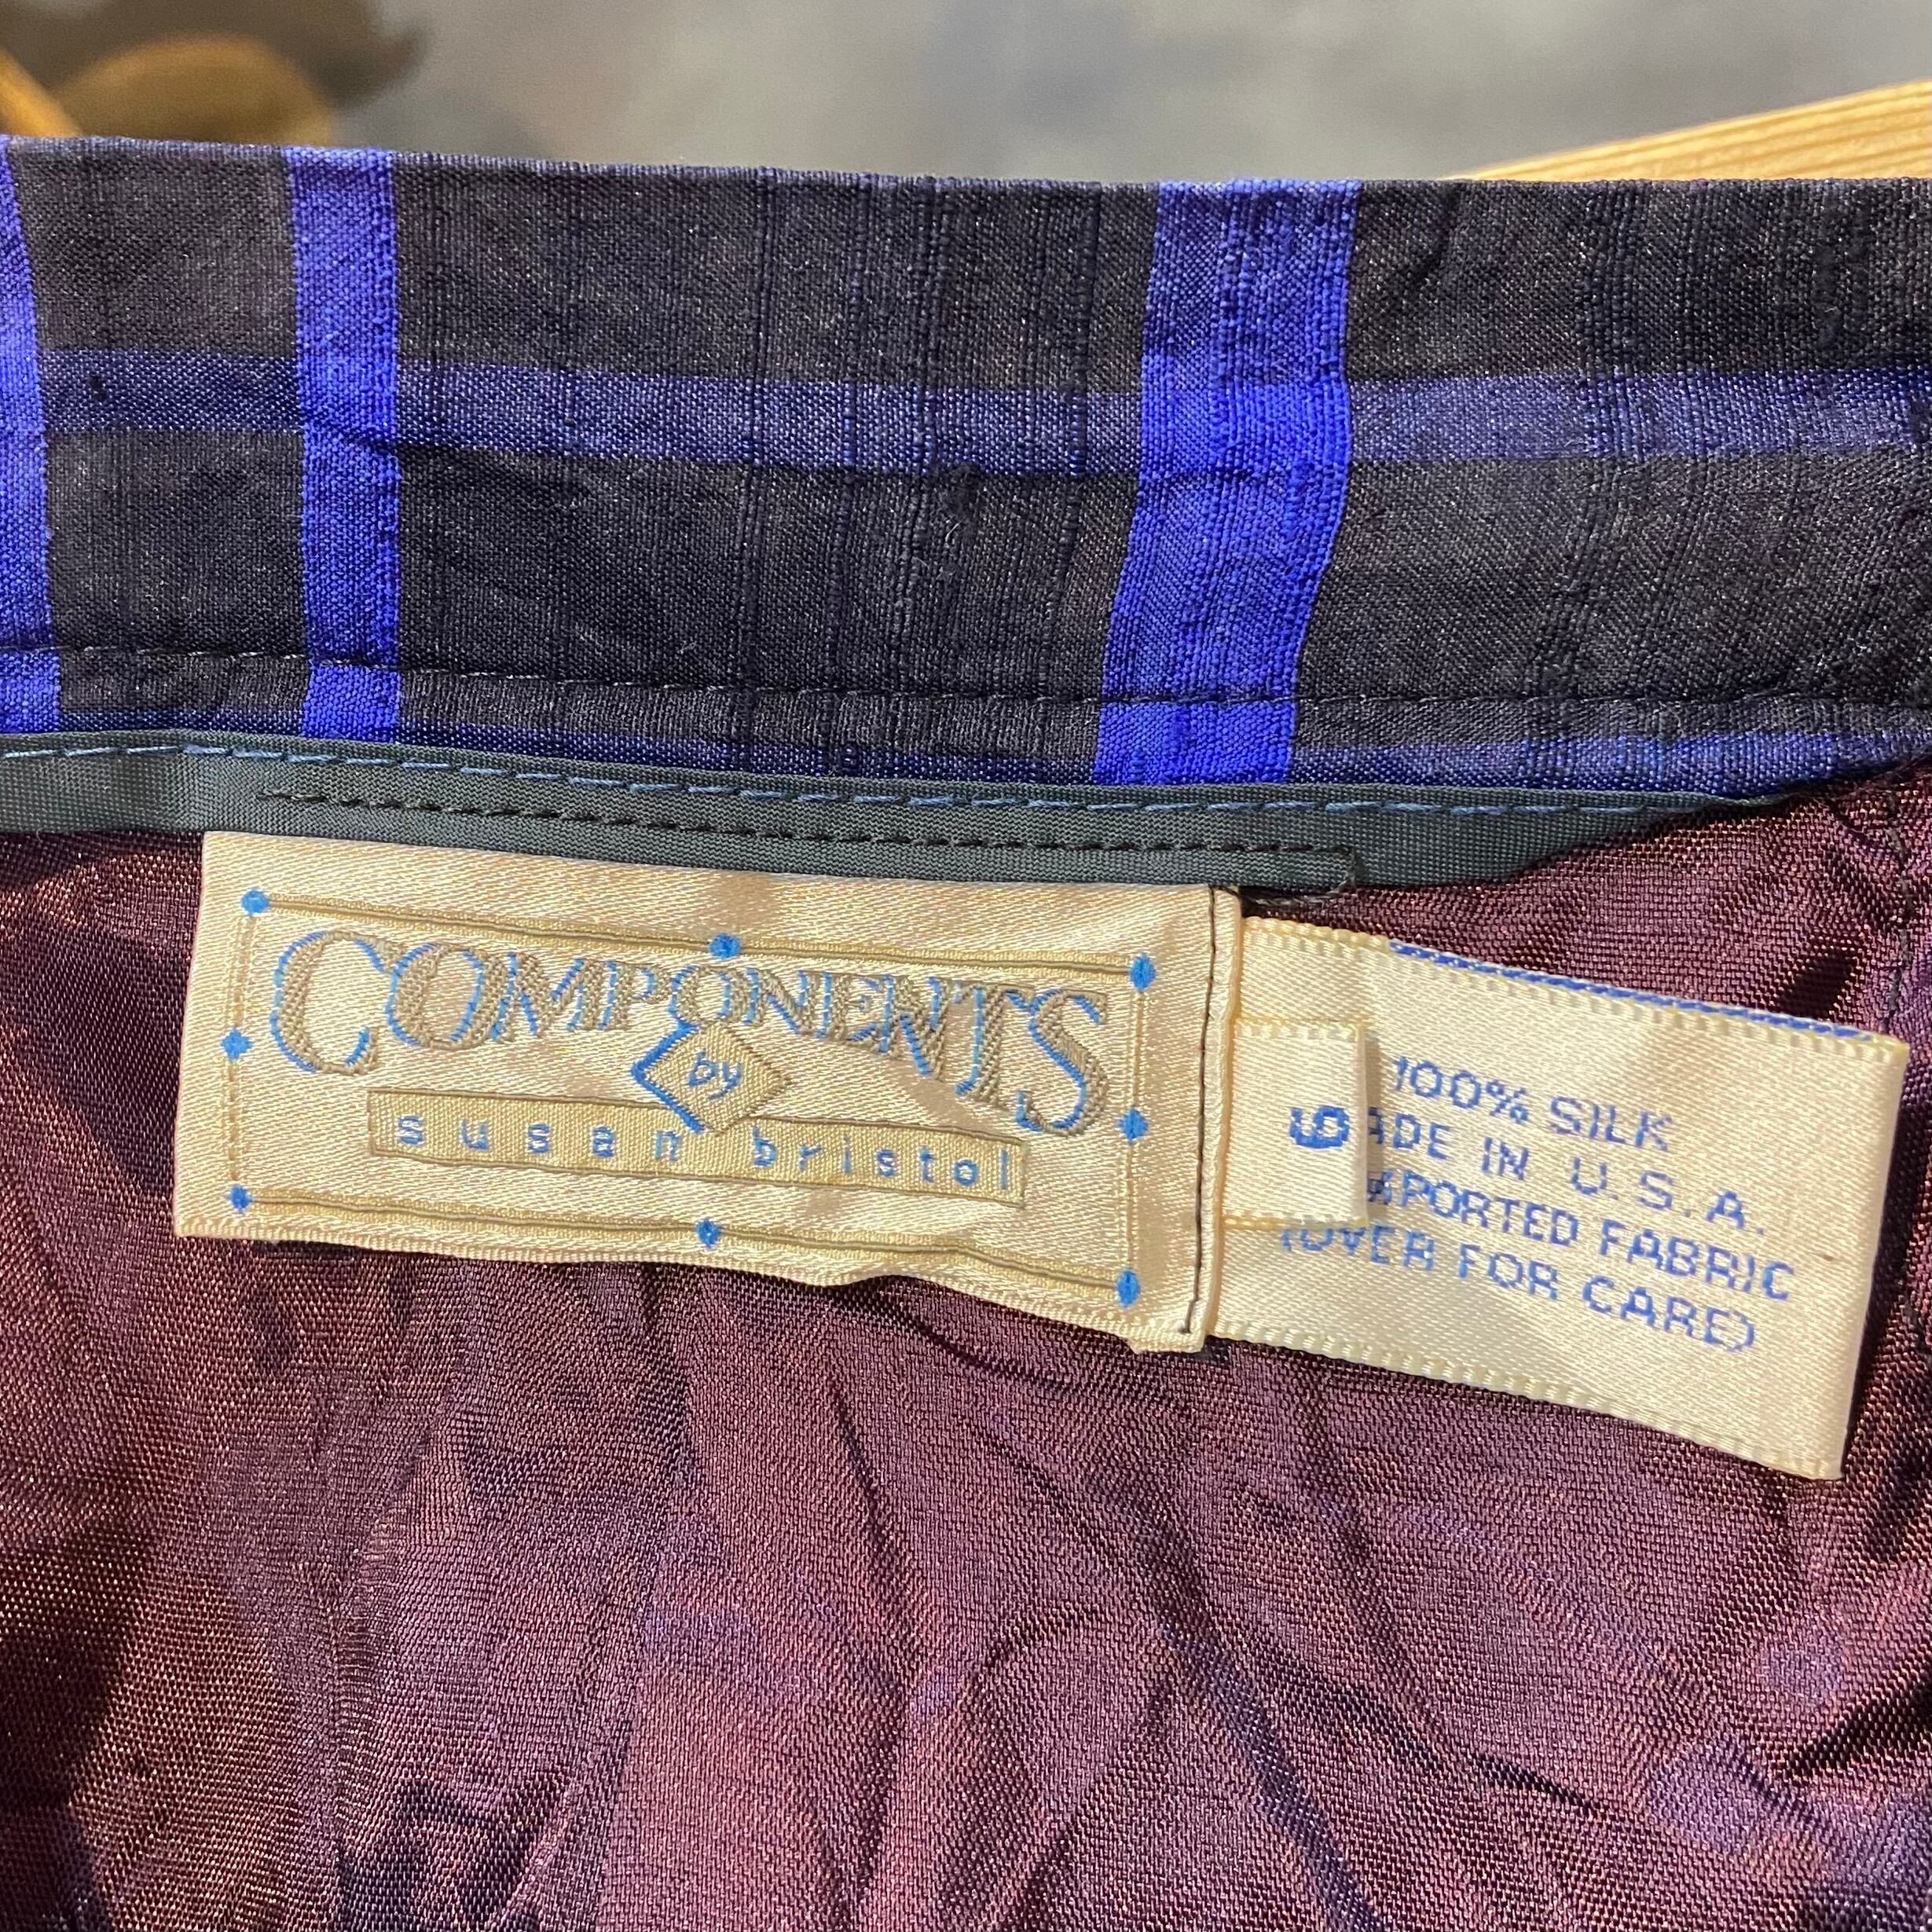 COMPONENTS
by
susan bristol
6
100% SILK
ADE IN U.S.A.
PORTED FABRIC
(OVER FOR CARE)